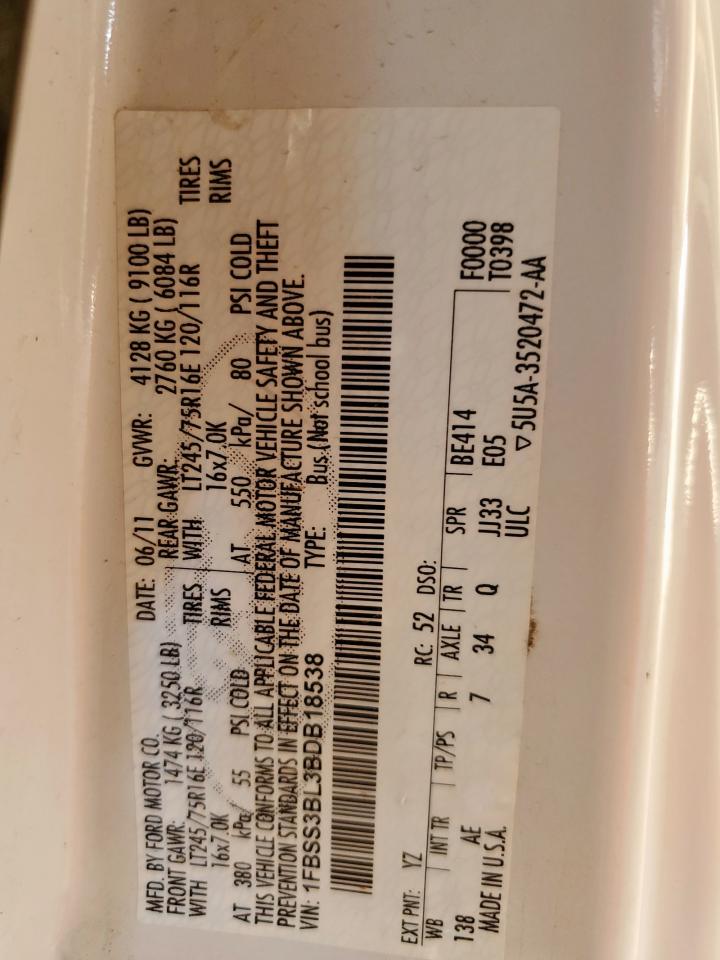 MFD. BY FORD MOTOR CO.
DATE: 06/11 GVWR: 4128 KG ( 9100 LB)
FRONT GAWR: 1474 KG ( 3250 LB) REAR GAWR: 2760 KG ( 6084 LB)
WITH LT245/75R16E 120/116R TIRES WITH LT245/75R16E 120/116R TIRES
16x7.0K RIMS 16x7.0K RIMS
AT 380 kPa/ 55 PSI COLD AT 550 kPa/ 80 PSI COLD
THIS VEHICLE CONFORMS TO ALL APPLICABLE FEDERAL MOTOR VEHICLE SAFETY AND THEFT
PREVENTION STANDARDS IN EFFECT ON THE DATE OF MANUFACTURE SHOWN ABOVE.
VIN: 1FBSS3BL3BDB18538 TYPE: Bus (Not school bus)
EXT PNT: YZ RC: 52 DSO:
WB INT TR TP/PS R AXLE TR SPR BE414 F0000
138 AE 7 34 Q JJ33 E05 T0398
MADE IN U.S.A. ULC ▽5U5A-3520472-AA